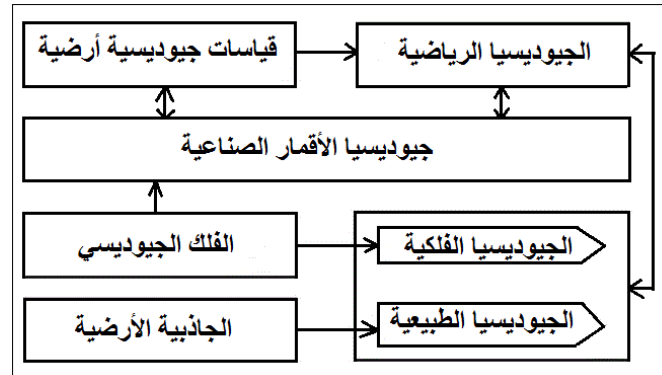 الجيوديسيا الرياضية
قياسات جيوديسية أرضية
جيوديسيا الأقمار الصناعية
الجيوديسيا الفلكية
الفلك الجيوديسي
الجيوديسيا الطبيعية
الجاذبية الأرضية